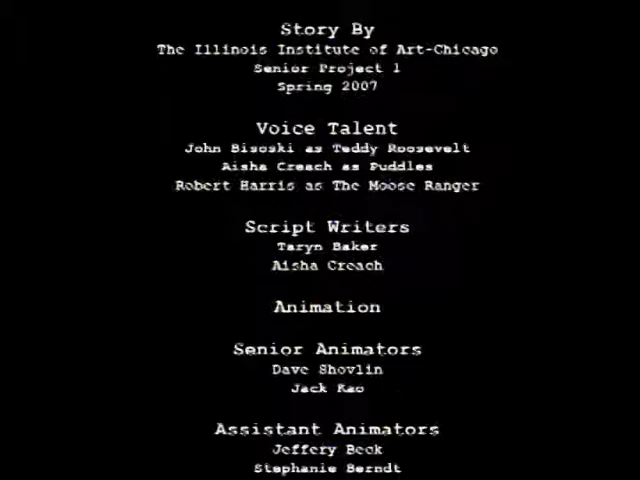 Story By
The Illinois Institute of Art-Chicago
Senior Project 1
Spring 2007
Voice Talent
John Bisoski as Teddy Roosevelt
Aisha Creach as Puddles
Robert Harris as The Moose Ranger
Script Writers
Taryn Baker
Aisha Creach
Animation
Senior Animators
Dave Shovlin
Jack Kao
Assistant Animators
Jeffery Beck
Stephanie Berndt